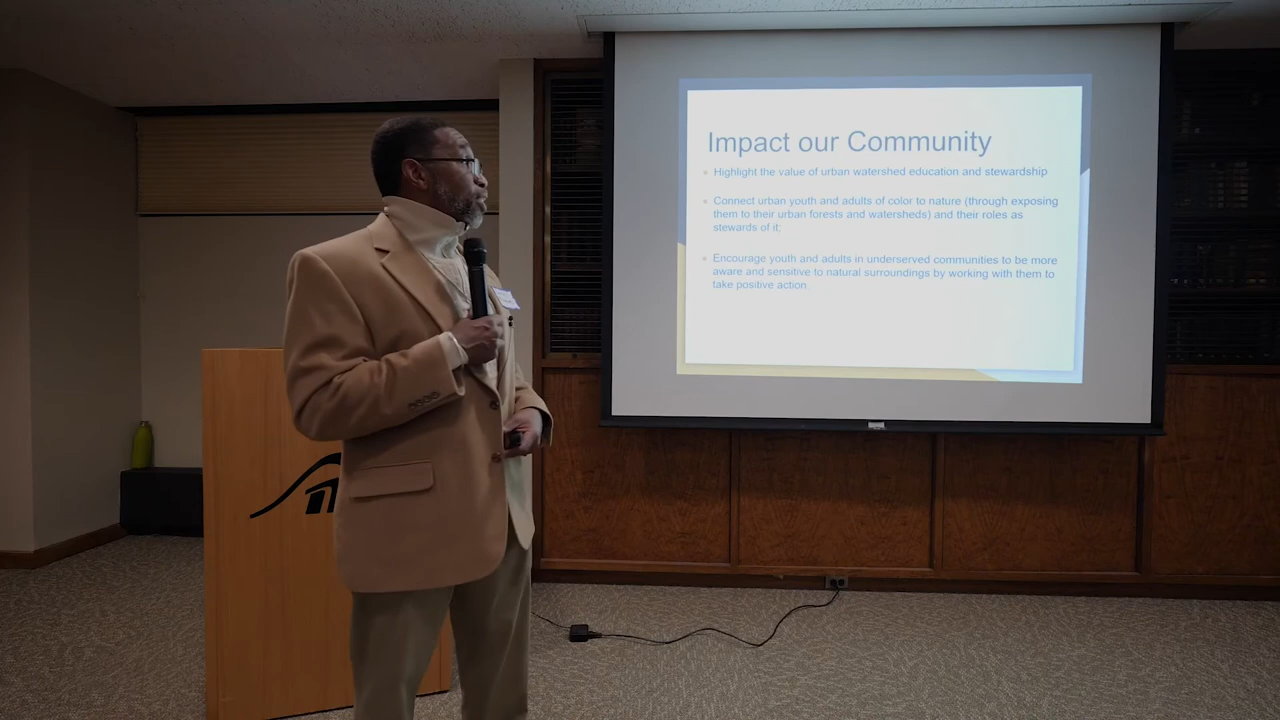 Impact our Community
Highlight the value of urban watershed education and stewardship
Connect urban youth and adults of color to nature (through exposing
them to their urban forests and watersheds) and their roles as
stewards of it;
Encourage youth and adults in underserved communities to be more
aware and sensitive to natural surroundings by working with them to
take positive action.